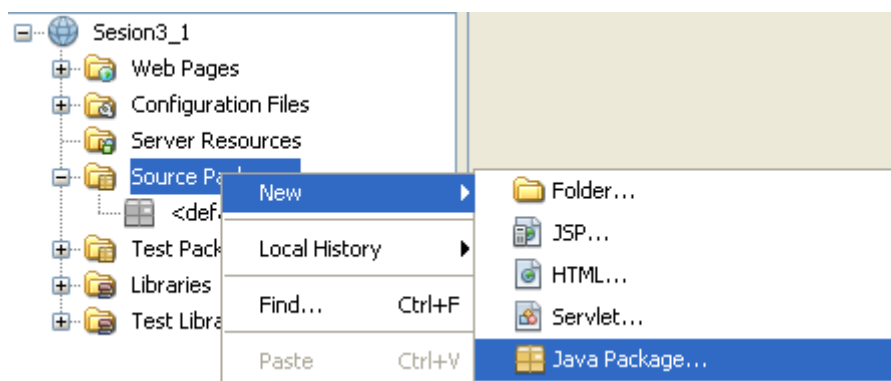 Sesion3_1
Web Pages
Configuration Files
Server Resources
Source Pa
<def
Test Pack
Libraries
Test Libra
New
Local History
Find... Ctrl+F
Paste Ctrl+V
Folder...
JSP...
HTML...
Servlet...
Java Package...